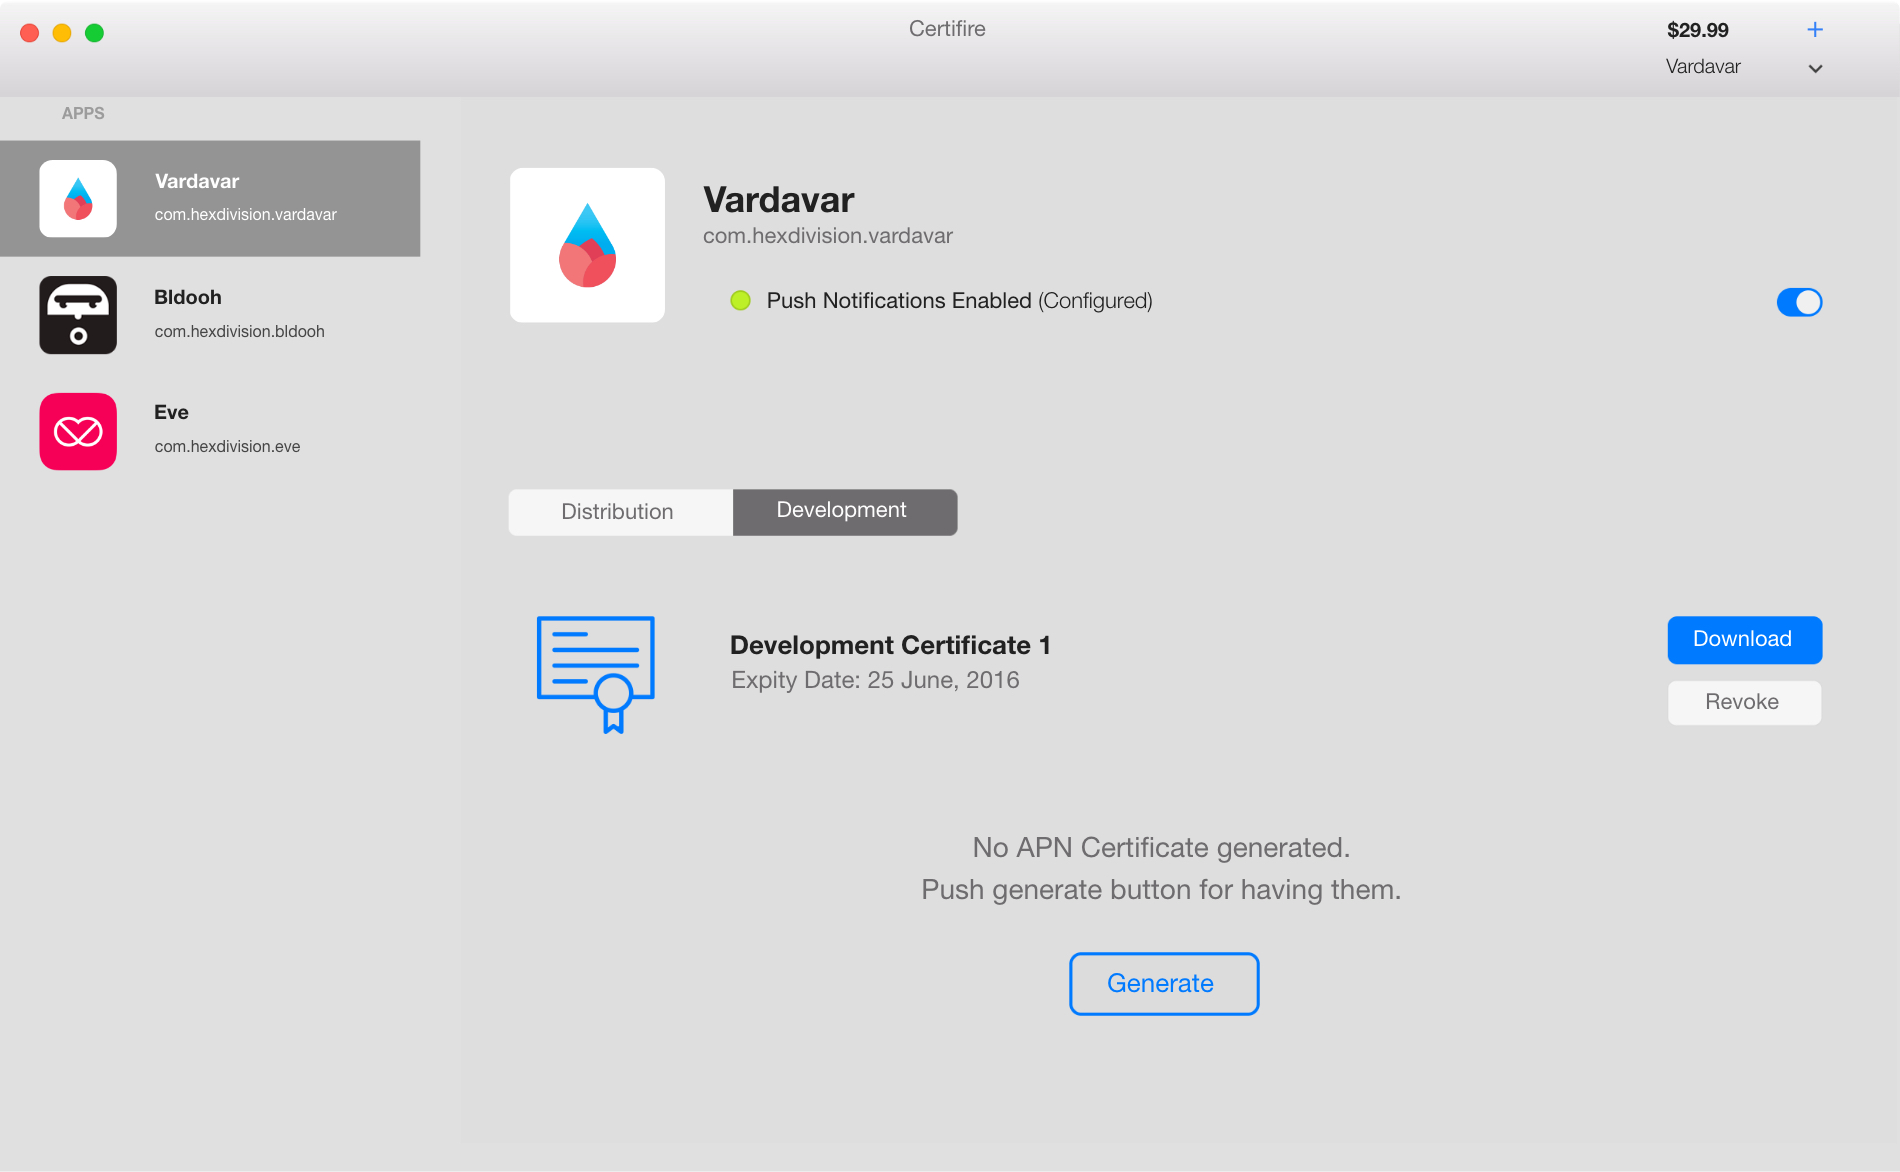 Certifire
$29.99
+
Vardavar
APPS
Vardavar
com.hexdivision.vardavar
Bldooh
com.hexdivision.bldooh
Eve
com.hexdivision.eve
Vardavar
com.hexdivision.vardavar
Push Notifications Enabled (Configured)
Distribution
Development
Development Certificate 1
Expity Date: 25 June, 2016
Download
Revoke
No APN Certificate generated.
Push generate button for having them.
Generate